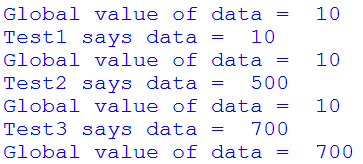 Global value of data =  10
Test1 says data =  10
Global value of data =  10
Test2 says data =  500
Global value of data =  10
Test3 says data =  700
Global value of data =  700